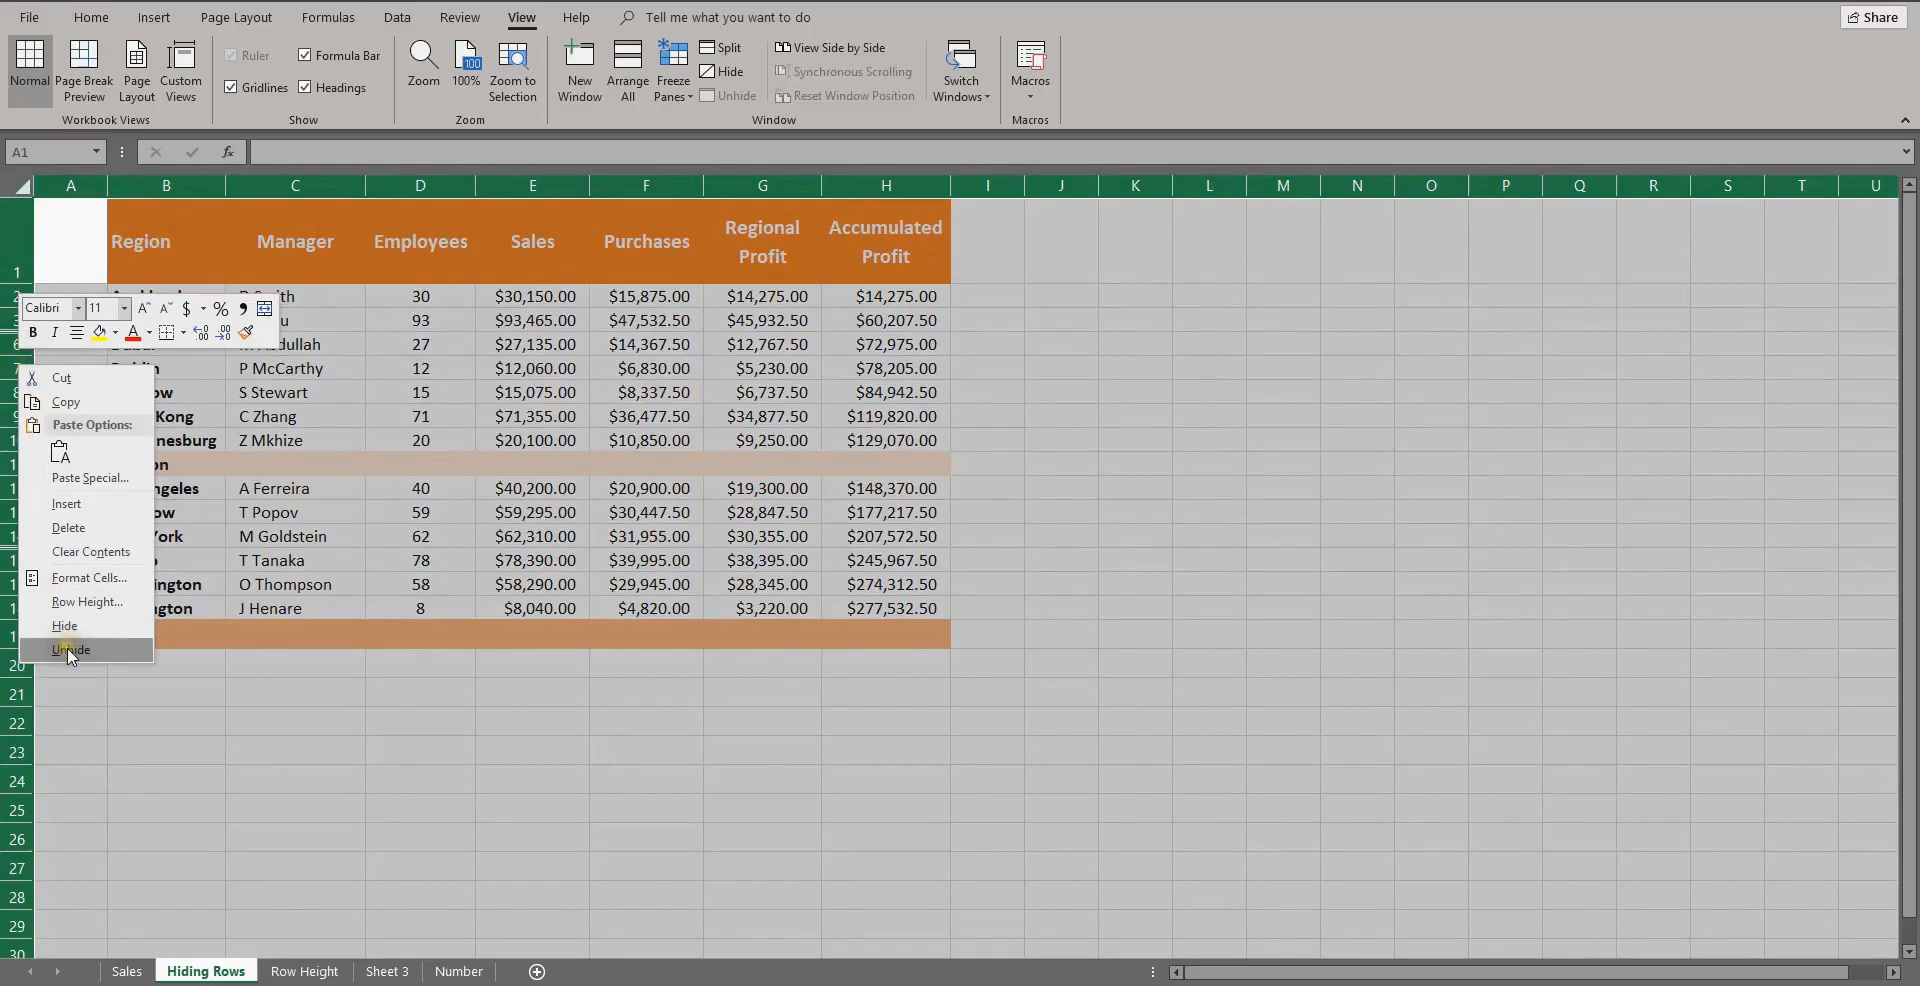 File Home Insert Page Layout Formulas Data Review View Help Tell me what you want to do Share
Normal Page Break Preview Page Layout Custom Views
Workbook Views
Ruler Formula Bar
Gridlines Headings
Show
Zoom 100 100% Zoom to Selection
Zoom
New Window Arrange All Freeze Panes
Split View Side by Side
Hide Synchronous Scrolling
Unhide Reset Window Position
Window
Switch Windows
Macros
Macros
A1 fx
A B C D E F G H I J K L M N O P Q R S T U
1 Region Manager Employees Sales Purchases Regional Profit Accumulated Profit
30 $30,150.00 $15,875.00 $14,275.00 $14,275.00
93 $93,465.00 $47,532.50 $45,932.50 $60,207.50
27 $27,135.00 $14,367.50 $12,767.50 $72,975.00
P McCarthy 12 $12,060.00 $6,830.00 $5,230.00 $78,205.00
S Stewart 15 $15,075.00 $8,337.50 $6,737.50 $84,942.50
Kong C Zhang 71 $71,355.00 $36,477.50 $34,877.50 $119,820.00
nesburg Z Mkhize 20 $20,100.00 $10,850.00 $9,250.00 $129,070.00
on
ngeles A Ferreira 40 $40,200.00 $20,900.00 $19,300.00 $148,370.00
ow T Popov 59 $59,295.00 $30,447.50 $28,847.50 $177,217.50
York M Goldstein 62 $62,310.00 $31,955.00 $30,355.00 $207,572.50
T Tanaka 78 $78,390.00 $39,995.00 $38,395.00 $245,967.50
ington O Thompson 58 $58,290.00 $29,945.00 $28,345.00 $274,312.50
ngton J Henare 8 $8,040.00 $4,820.00 $3,220.00 $277,532.50
Calibri 11 A A $ % ,
B I A
Cut
Copy
Paste Options:
A
Paste Special...
Insert
Delete
Clear Contents
Format Cells...
Row Height...
Hide
Unhide
20
21
22
23
24
25
26
27
28
29
30
Sales Hiding Rows Row Height Sheet 3 Number